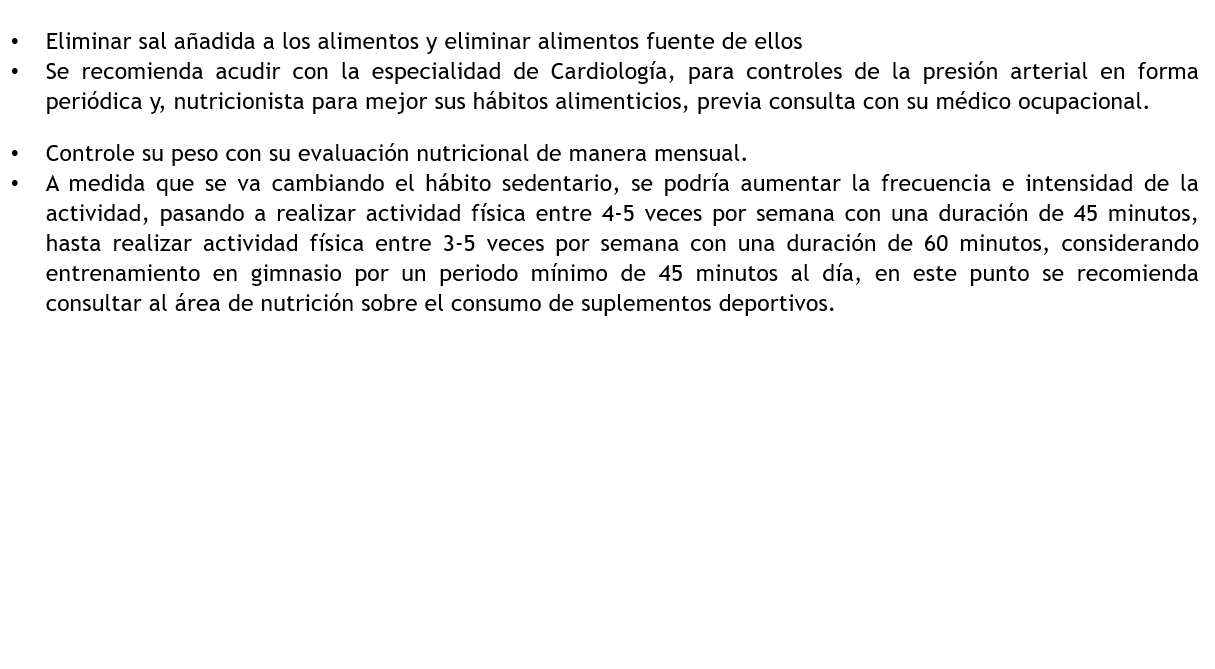 • Eliminar sal añadida a los alimentos y eliminar alimentos fuente de ellos
• Se recomienda acudir con la especialidad de Cardiología, para controles de la presión arterial en forma
periódica y, nutricionista para mejor sus hábitos alimenticios, previa consulta con su médico ocupacional.
• Controle su peso con su evaluación nutricional de manera mensual.
• A medida que se va cambiando el hábito sedentario, se podría aumentar la frecuencia e intensidad de la
actividad, pasando a realizar actividad física entre 4-5 veces por semana con una duración de 45 minutos,
hasta realizar actividad física entre 3-5 veces por semana con una duración de 60 minutos, considerando
entrenamiento en gimnasio por un periodo mínimo de 45 minutos al día, en este punto se recomienda
consultar al área de nutrición sobre el consumo de suplementos deportivos.